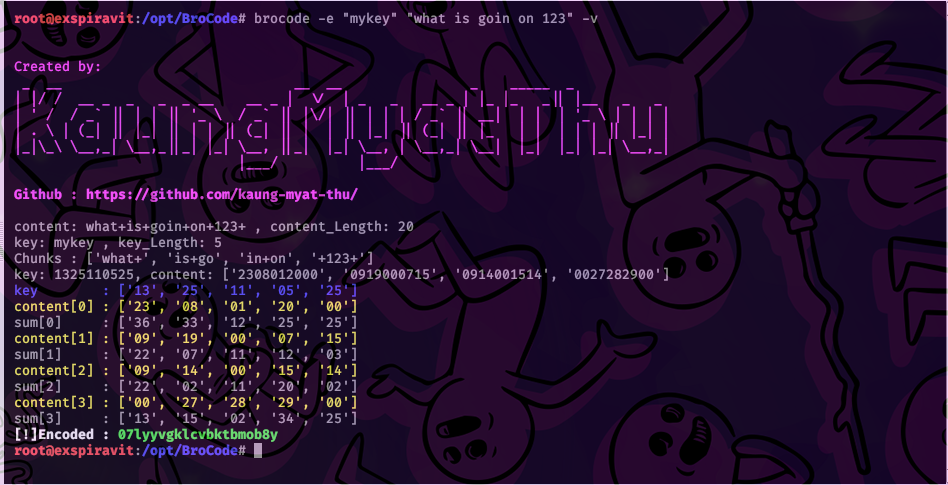 root@exspiravit:/opt/BroCode# brocode -e "mykey" "what is goin on 123" -v
Created by:
KaungMyatThu
Github : https://github.com/kaung-myat-thu/
content: what+is+goin+on+123+ , content_Length: 20
key: mykey , key_Length: 5
Chunks : ['what+', 'is+go', 'in+on', '+123+']
key: 1325110525, content: ['2308012000', '0919000715', '0914001514', '0027282900']
key : ['13', '25', '11', '05', '25']
content[0] : ['23', '08', '01', '20', '00']
sum[0] : ['36', '33', '12', '25', '25']
content[1] : ['09', '19', '00', '07', '15']
sum[1] : ['22', '07', '11', '12', '03']
content[2] : ['09', '14', '00', '15', '14']
sum[2] : ['22', '02', '11', '20', '02']
content[3] : ['00', '27', '28', '29', '00']
sum[3] : ['13', '15', '02', '34', '25']
[!]Encoded : 07lyyvgklcvbktbmob8y
root@exspiravit:/opt/BroCode#